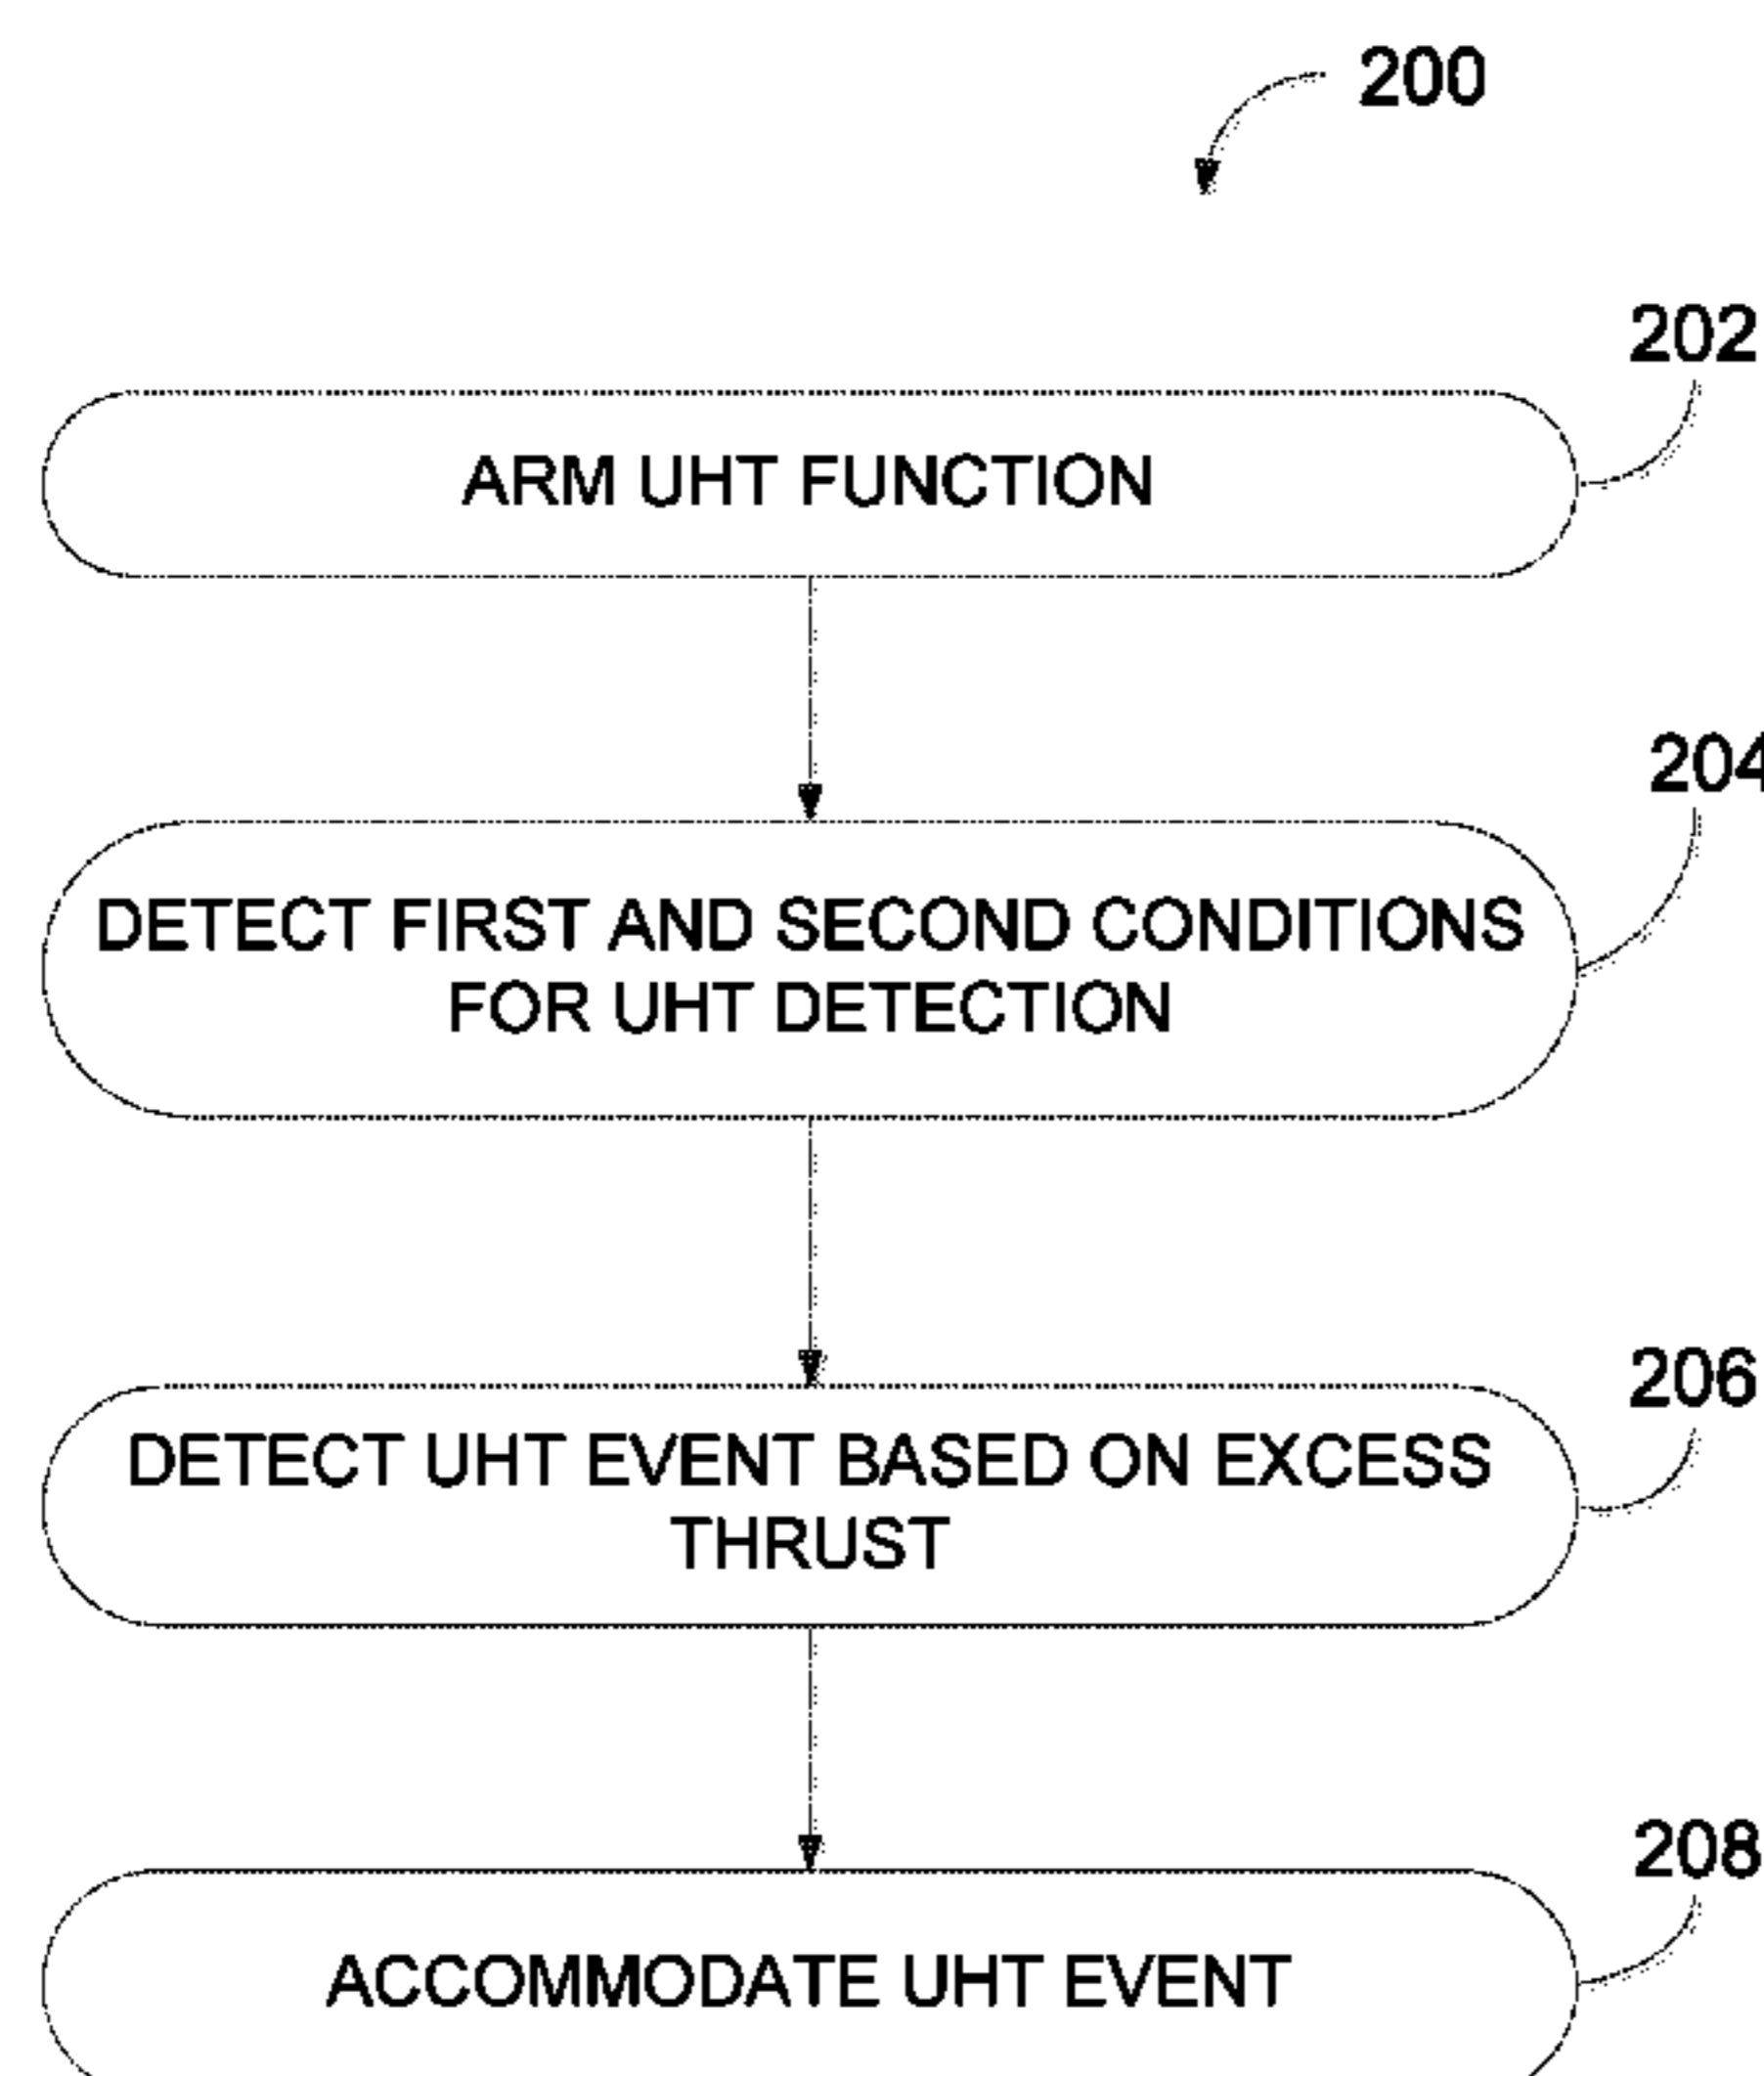 200
202
ARM UHT FUNCTION
204
DETECT FIRST AND SECOND CONDITIONS
FOR UHT DETECTION
206
DETECT UHT EVENT BASED ON EXCESS
THRUST
208
ACCOMMODATE UHT EVENT